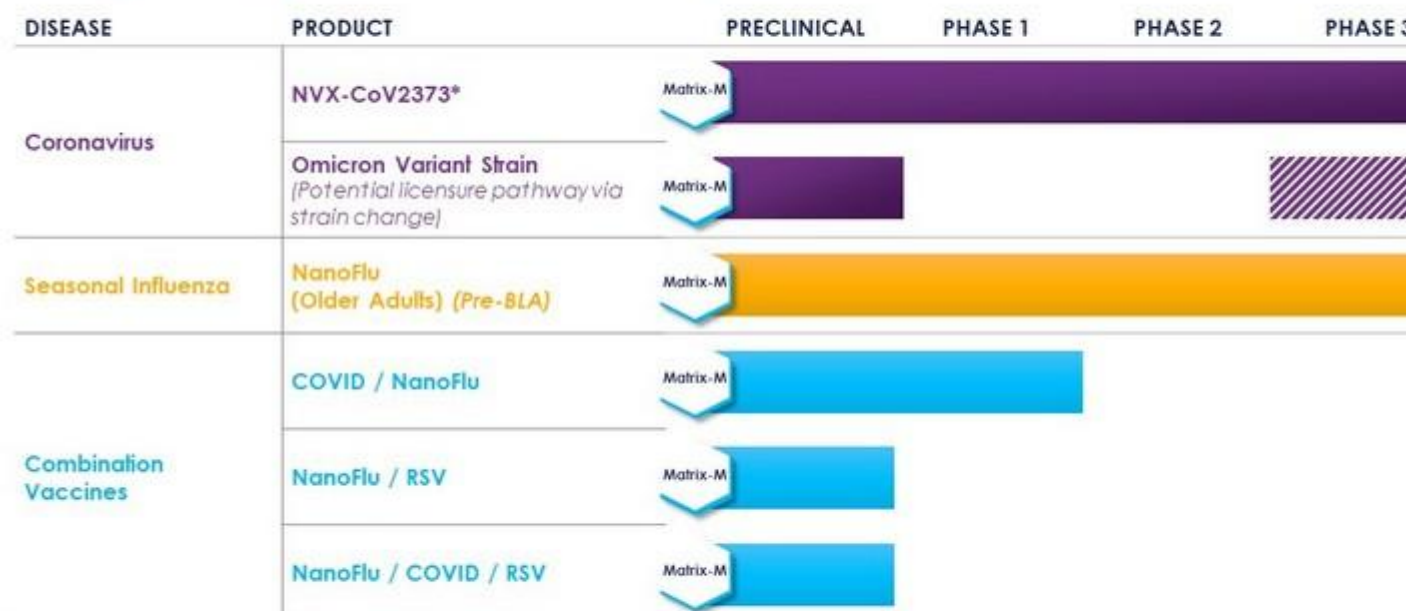 DISEASE PRODUCT PRECLINICAL PHASE 1 PHASE 2 PHASE 3
Coronavirus
NVX-CoV2373*
Matrix-M
Omicron Variant Strain
(Potential licensure pathway via
strain change)
Matrix-M
Seasonal Influenza
NanoFlu
(Older Adults) (Pre-BLA)
Matrix-M
Combination
Vaccines
COVID / NanoFlu
Matrix-M
NanoFlu / RSV
Matrix-M
NanoFlu / COVID / RSV
Matrix-M